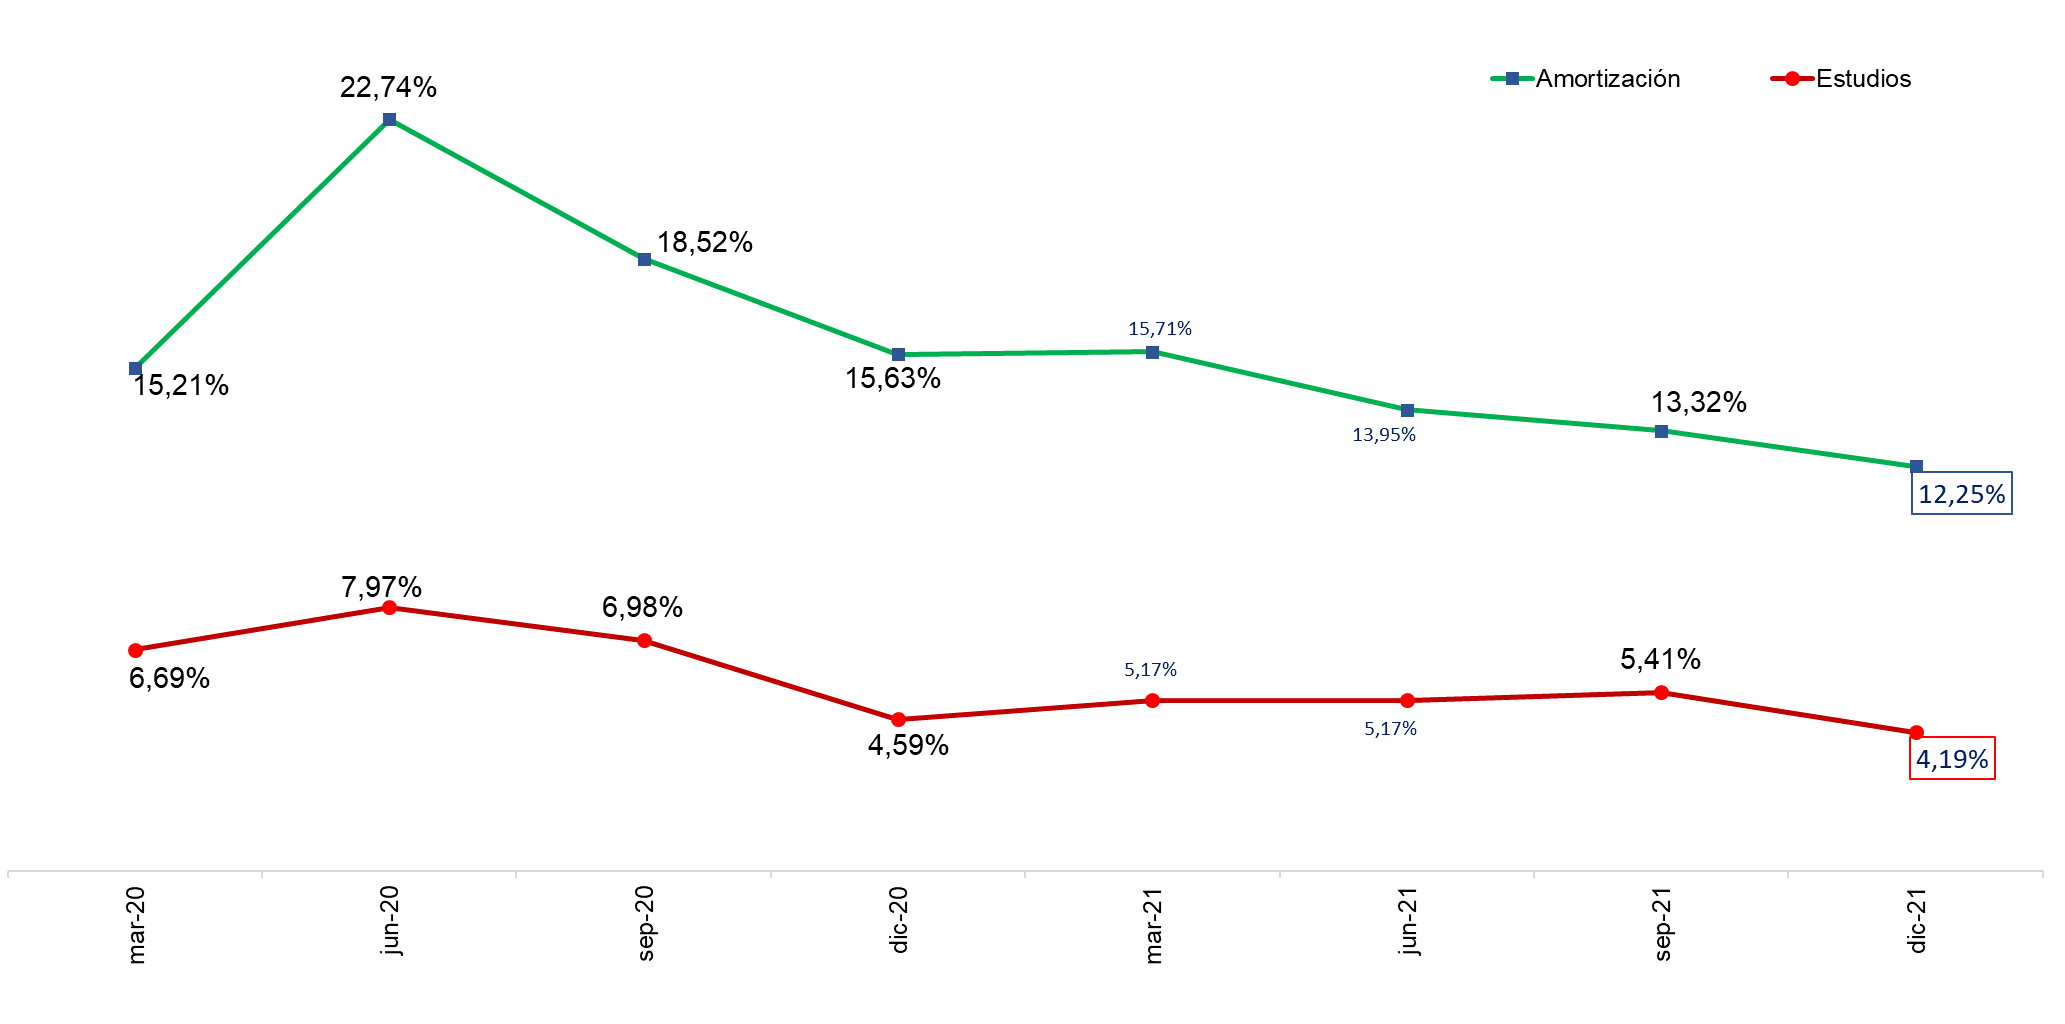 Amortización
Estudios
22,74%
18,52%
15,71%
15,21%
15,63%
13,95%
13,32%
12,25%
7,97%
6,98%
6,69%
4,59%
5,17%
5,17%
5,41%
4,19%
mar-20
jun-20
sep-20
dic-20
mar-21
jun-21
sep-21
dic-21